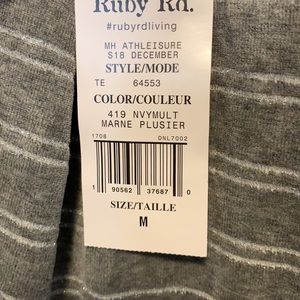 Ruby Rd.
#rubyrdliving
MH ATHLEISURE
S18 DECEMBER
STYLE/MODE
TE 64553
COLOR/COULEUR
419 NVYMULT
MARNE PLUSIER
1708 DNL7002
1 90562 37687 0
SIZE/TAILLE
M